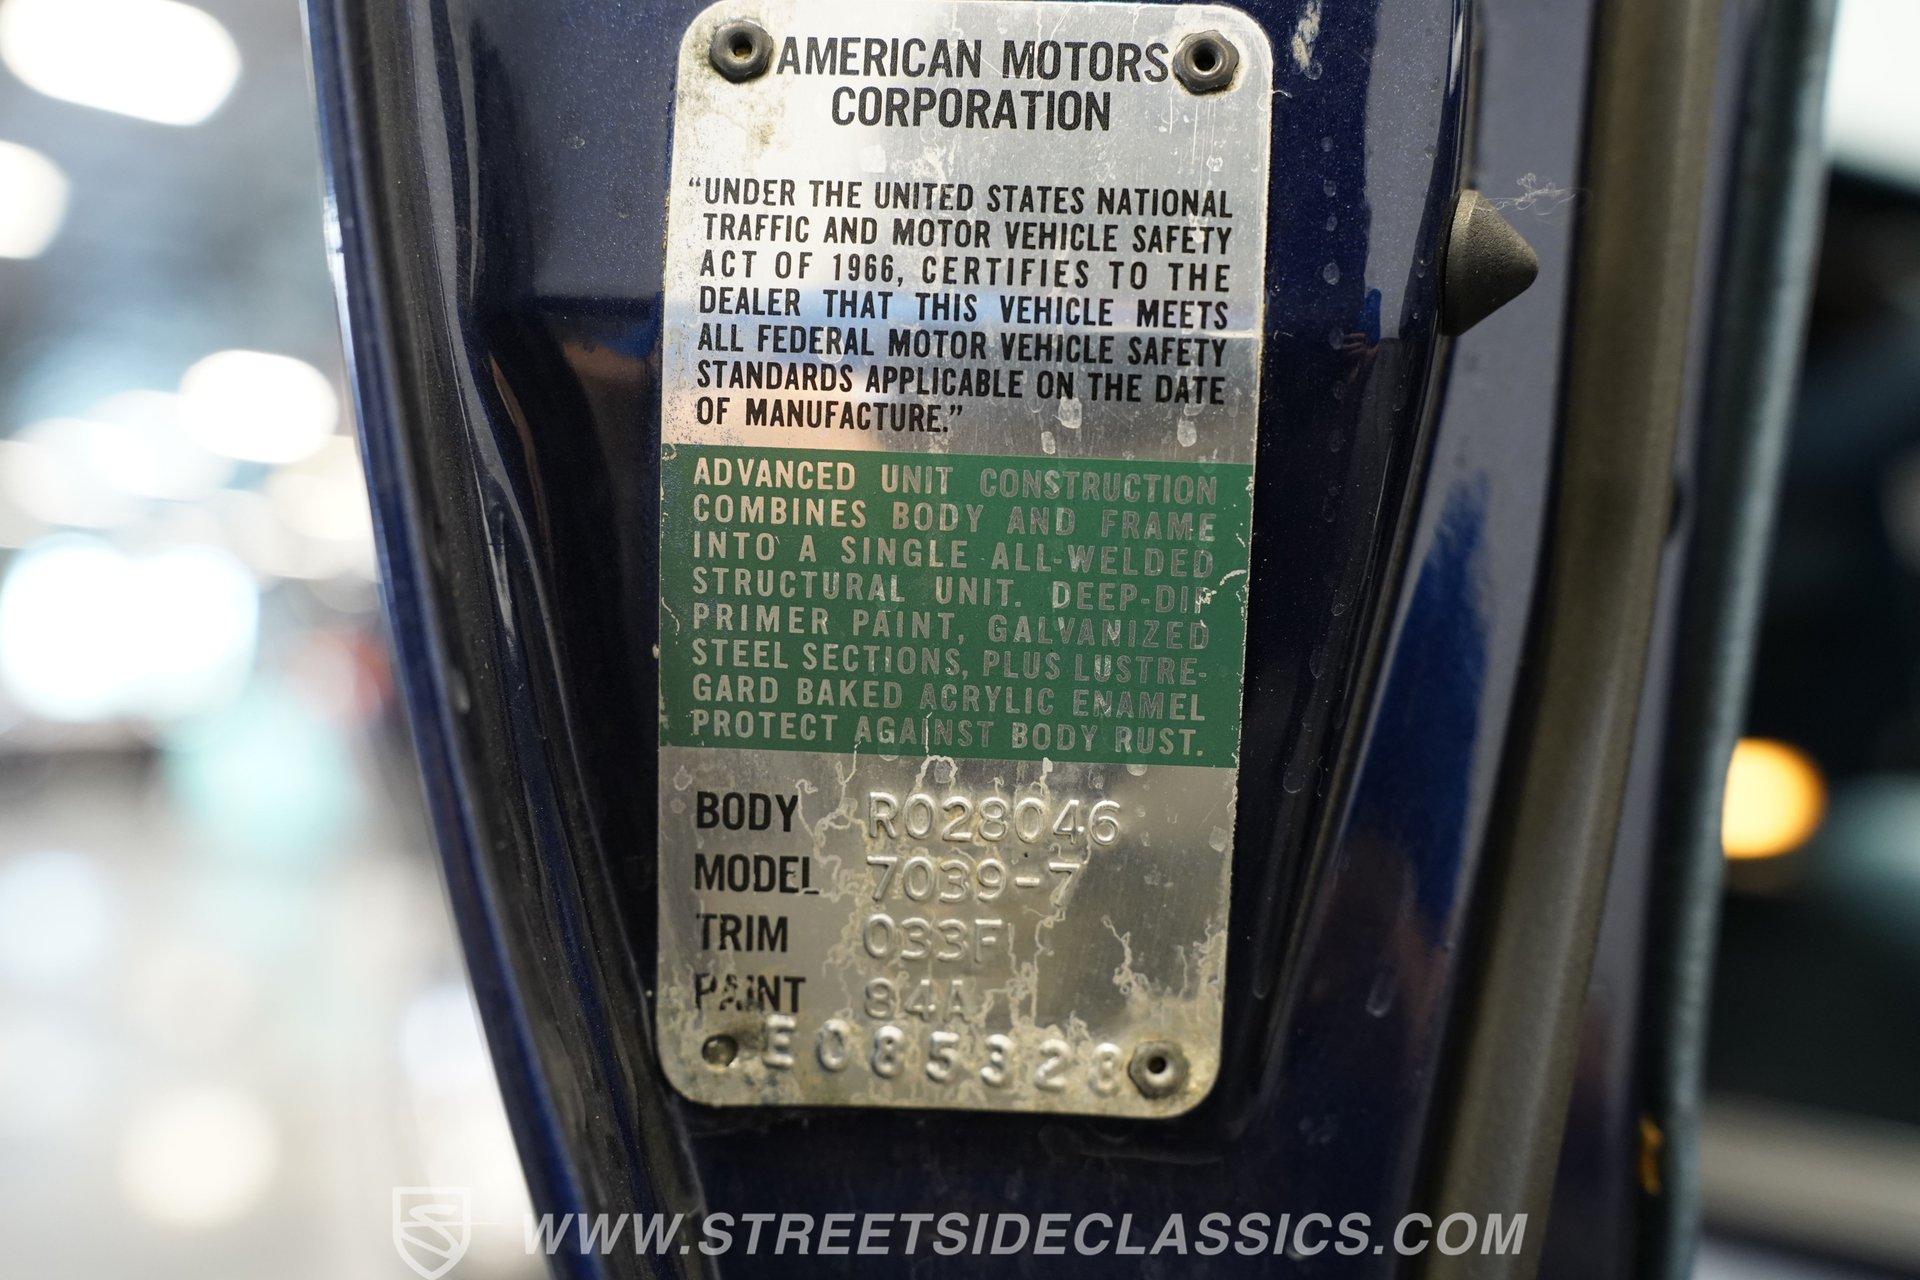 AMERICAN MOTORS
CORPORATION
“UNDER THE UNITED STATES NATIONAL
TRAFFIC AND MOTOR VEHICLE SAFETY
ACT OF 1966, CERTIFIES TO THE
DEALER THAT THIS VEHICLE MEETS
ALL FEDERAL MOTOR VEHICLE SAFETY
STANDARDS APPLICABLE ON THE DATE
OF MANUFACTURE.”
ADVANCED UNIT CONSTRUCTION
COMBINES BODY AND FRAME
INTO A SINGLE ALL-WELDED
STRUCTURAL UNIT. DEEP-DIP
PRIMER PAINT, GALVANIZED
STEEL SECTIONS, PLUS LUSTRE-
GARD BAKED ACRYLIC ENAMEL
PROTECT AGAINST BODY RUST.
BODY R028046
MODEL 7039-7
TRIM 033F
PAINT 84A
E085328
WWW.STREETSIDECLASSICS.COM